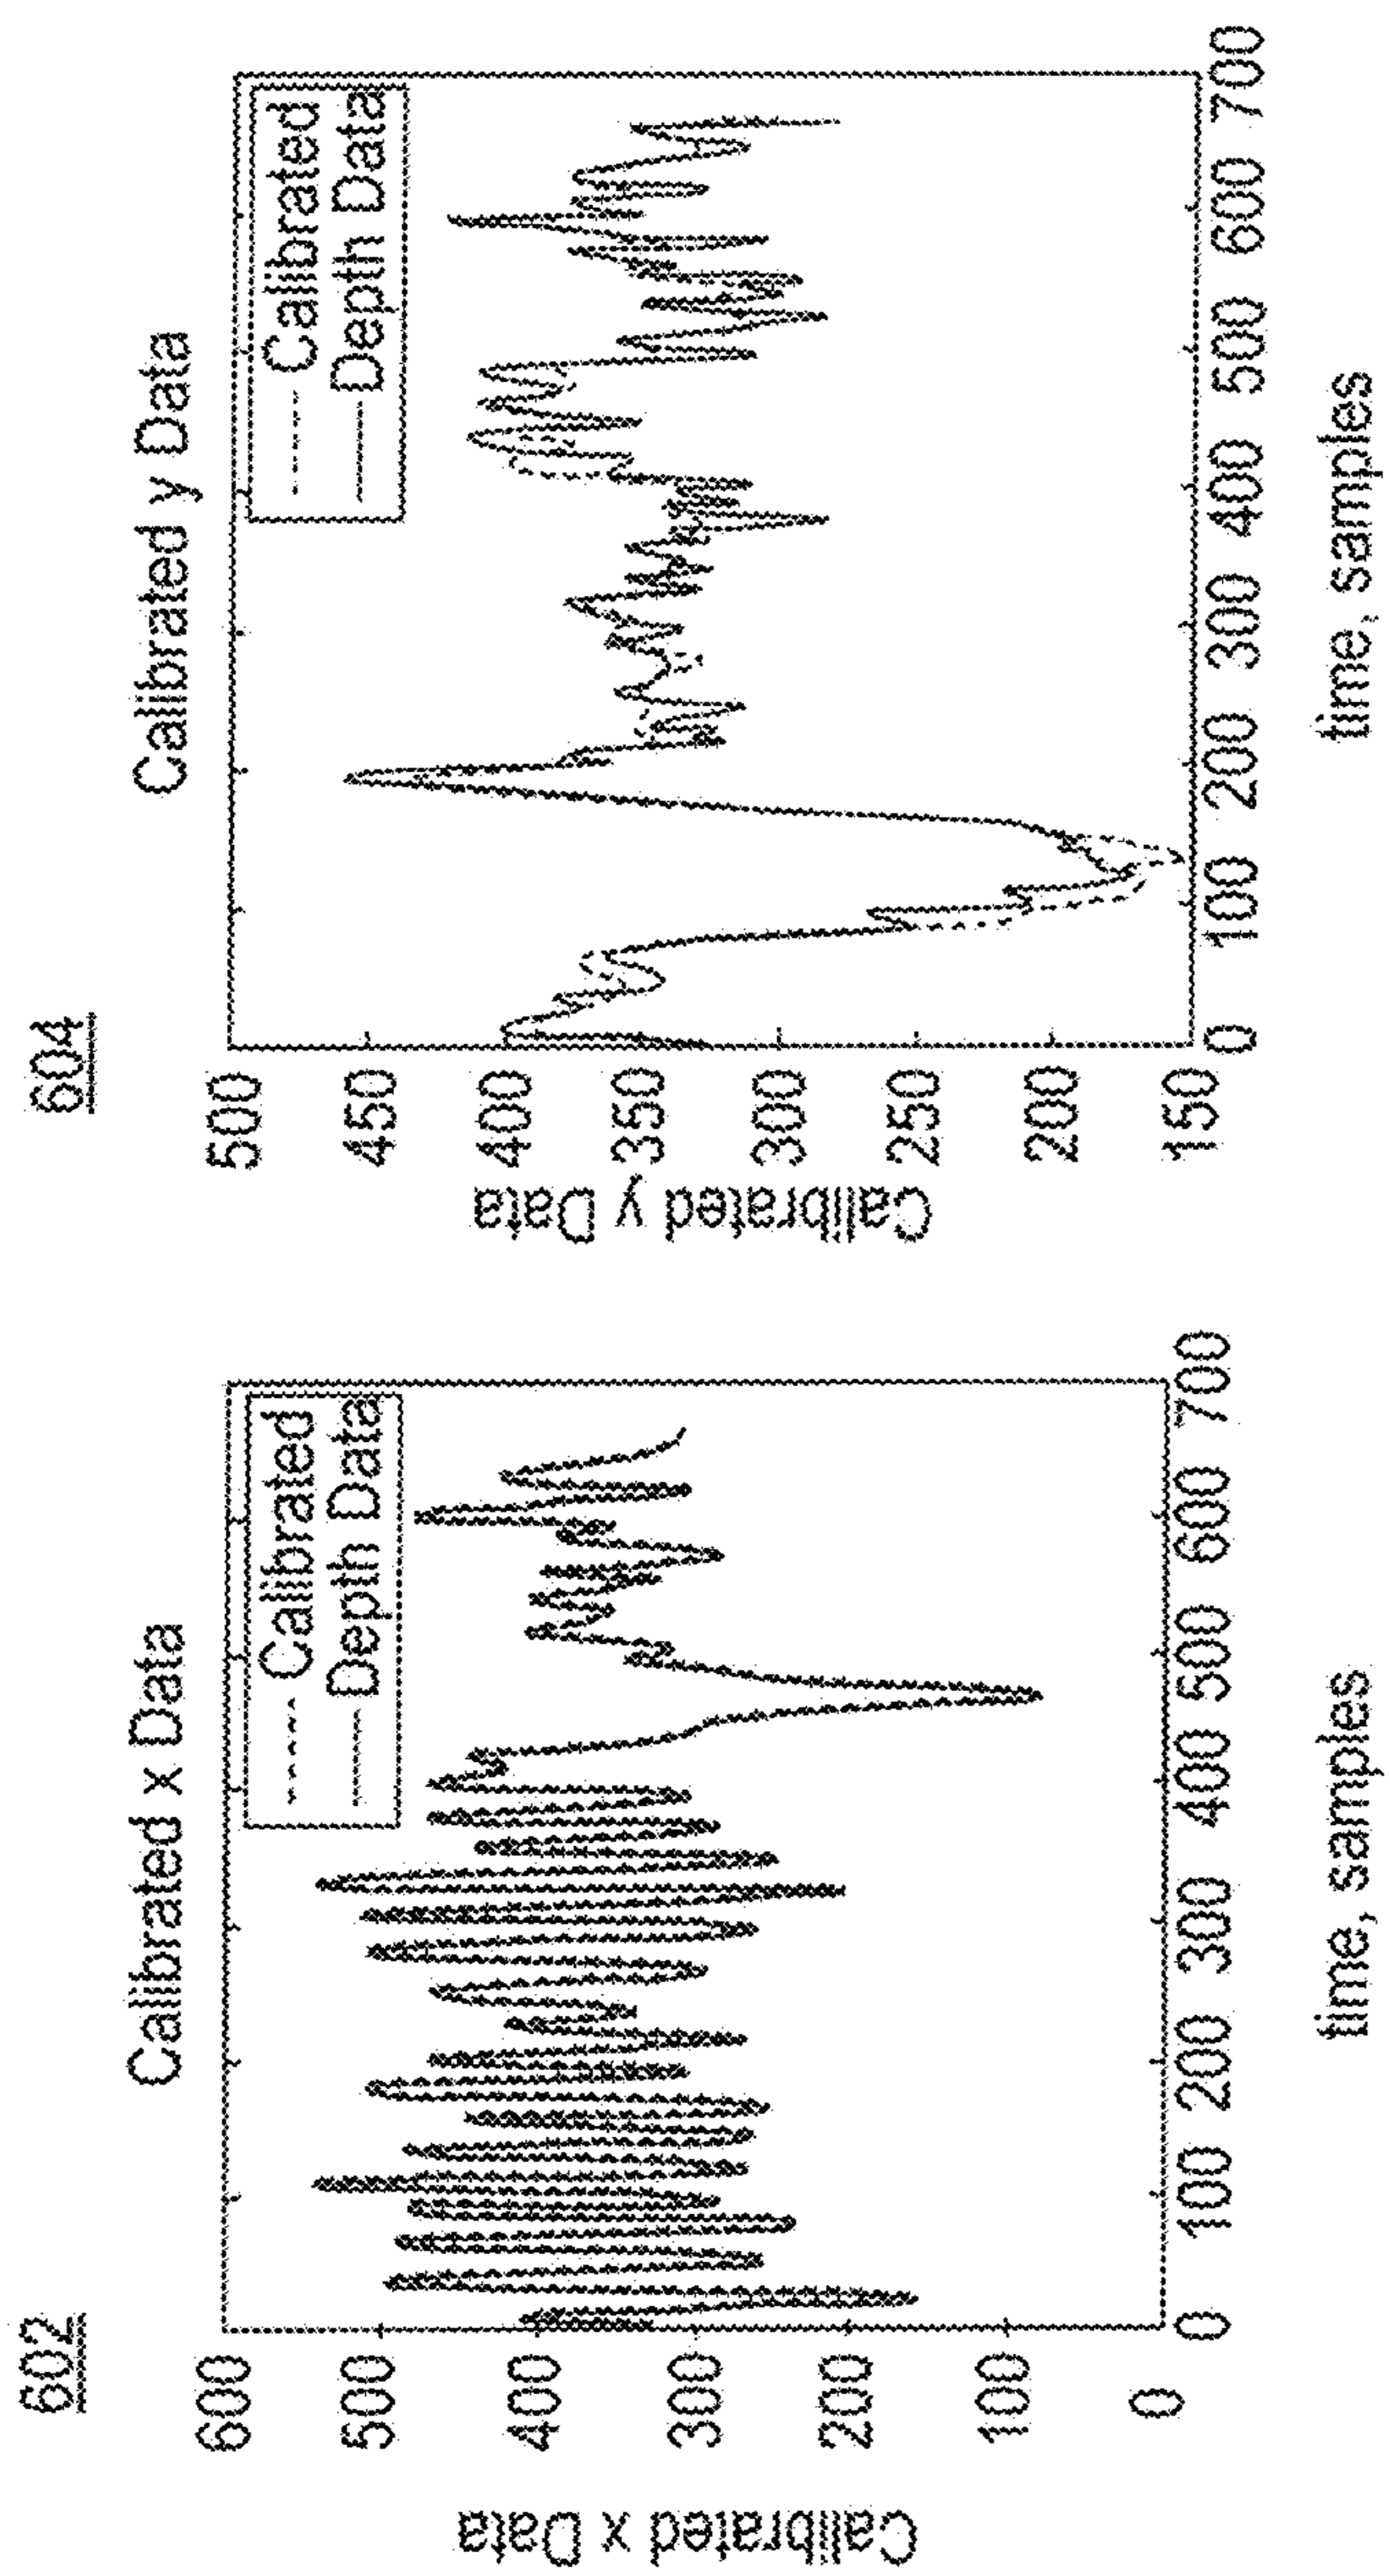 602
Calibrated x Data
Calibrated
Depth Data
Calibrated x Data
600
500
400
300
200
100
0
0 100 200 300 400 500 600 700
time, samples
604
Calibrated y Data
Calibrated
Depth Data
Calibrated y Data
500
450
400
350
300
250
200
150
0 100 200 300 400 500 600 700
time, samples